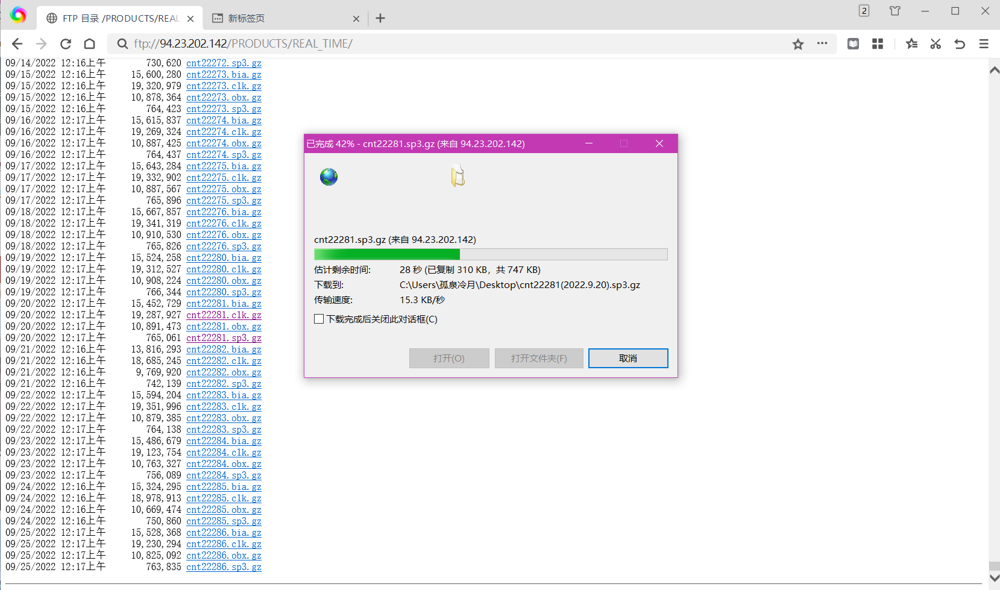 FTP 目录 /PRODUCTS/REAL
新标签页
2
ftp://94.23.202.142/PRODUCTS/REAL_TIME/
09/14/2022 12:16上午 730,620 cnt22272.sp3.gz
09/15/2022 12:16上午 15,600,280 cnt22273.bia.gz
09/15/2022 12:16上午 19,320,979 cnt22273.clk.gz
09/15/2022 12:16上午 10,878,364 cnt22273.obx.gz
09/15/2022 12:16上午 764,423 cnt22273.sp3.gz
09/16/2022 12:17上午 15,615,837 cnt22274.bia.gz
09/16/2022 12:17上午 19,269,324 cnt22274.clk.gz
09/16/2022 12:17上午 10,887,425 cnt22274.obx.gz
09/16/2022 12:17上午 764,437 cnt22274.sp3.gz
09/17/2022 12:17上午 15,643,284 cnt22275.bia.gz
09/17/2022 12:17上午 19,332,902 cnt22275.clk.gz
09/17/2022 12:17上午 10,887,567 cnt22275.obx.gz
09/17/2022 12:17上午 765,896 cnt22275.sp3.gz
09/18/2022 12:17上午 15,667,857 cnt22276.bia.gz
09/18/2022 12:17上午 19,341,319 cnt22276.clk.gz
09/18/2022 12:17上午 10,910,530 cnt22276.obx.gz
09/18/2022 12:17上午 765,826 cnt22276.sp3.gz
09/19/2022 12:17上午 15,524,258 cnt22280.bia.gz
09/19/2022 12:17上午 19,312,527 cnt22280.clk.gz
09/19/2022 12:17上午 10,908,224 cnt22280.obx.gz
09/19/2022 12:17上午 766,344 cnt22280.sp3.gz
09/20/2022 12:17上午 15,452,729 cnt22281.bia.gz
09/20/2022 12:17上午 19,287,927 cnt22281.clk.gz
09/20/2022 12:17上午 10,891,473 cnt22281.obx.gz
09/20/2022 12:17上午 765,061 cnt22281.sp3.gz
09/21/2022 12:16上午 13,816,293 cnt22282.bia.gz
09/21/2022 12:16上午 18,685,245 cnt22282.clk.gz
09/21/2022 12:16上午 9,769,920 cnt22282.obx.gz
09/21/2022 12:16上午 742,139 cnt22282.sp3.gz
09/22/2022 12:17上午 15,594,204 cnt22283.bia.gz
09/22/2022 12:17上午 19,351,996 cnt22283.clk.gz
09/22/2022 12:17上午 10,879,385 cnt22283.obx.gz
09/22/2022 12:17上午 764,138 cnt22283.sp3.gz
09/23/2022 12:17上午 15,486,679 cnt22284.bia.gz
09/23/2022 12:17上午 19,123,754 cnt22284.clk.gz
09/23/2022 12:17上午 10,763,327 cnt22284.obx.gz
09/23/2022 12:17上午 756,089 cnt22284.sp3.gz
09/24/2022 12:16上午 15,324,295 cnt22285.bia.gz
09/24/2022 12:16上午 18,978,913 cnt22285.clk.gz
09/24/2022 12:16上午 10,669,474 cnt22285.obx.gz
09/24/2022 12:16上午 750,860 cnt22285.sp3.gz
09/25/2022 12:17上午 15,528,368 cnt22286.bia.gz
09/25/2022 12:17上午 19,230,294 cnt22286.clk.gz
09/25/2022 12:17上午 10,825,092 cnt22286.obx.gz
09/25/2022 12:17上午 763,835 cnt22286.sp3.gz
已完成 42% - cnt22281.sp3.gz (来自 94.23.202.142)
cnt22281.sp3.gz (来自 94.23.202.142)
估计剩余时间: 28 秒 (已复制 310 KB，共 747 KB)
下载到: C:\Users\孤泉冷月\Desktop\cnt22281(2022.9.20).sp3.gz
传输速度: 15.3 KB/秒
下载完成后关闭此对话框(C)
打开(O) 打开文件夹(F) 取消